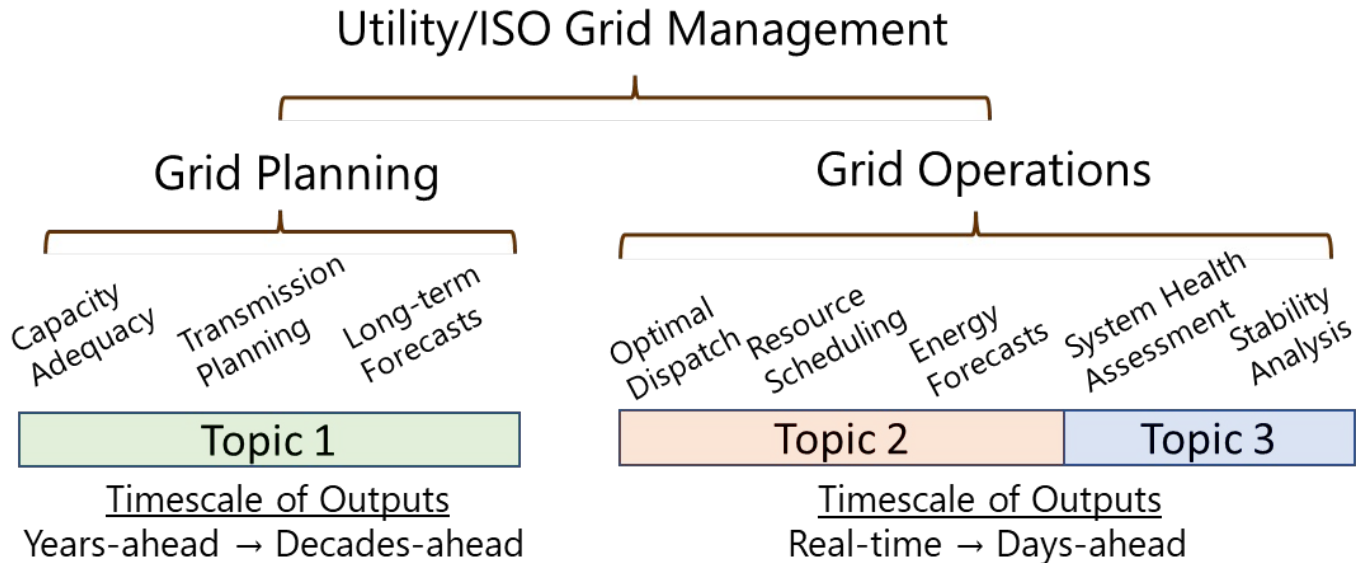 Utility/ISO Grid Management
Grid Planning
Grid Operations
Capacity
Adequacy
Transmission
Planning
Long-term
Forecasts
Optimal
Dispatch
Resource
Scheduling
Energy
Forecasts
System Health
Assessment
Stability
Analysis
Topic 1
Topic 2
Topic 3
Timescale of Outputs
Years-ahead → Decades-ahead
Timescale of Outputs
Real-time → Days-ahead